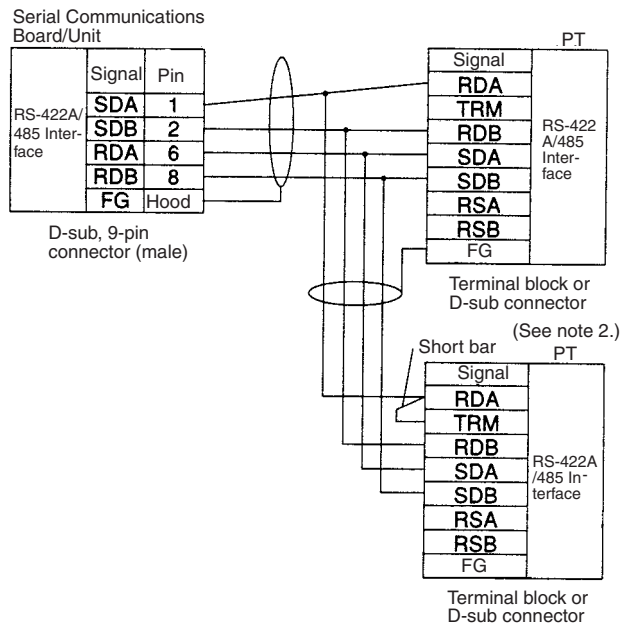 Serial Communications
Board/Unit
Signal Pin
RS-422A/
485 Inter-
face
SDA 1
SDB 2
RDA 6
RDB 8
FG Hood
D-sub, 9-pin
connector (male)
PT
Signal
RDA
TRM
RDB
SDA
SDB
RSA
RSB
FG
RS-422
A/485
Inter-
face
Terminal block or
D-sub connector
(See note 2.)
Short bar
PT
Signal
RDA
TRM
RDB
SDA
SDB
RSA
RSB
FG
RS-422A
/485 In-
terface
Terminal block or
D-sub connector